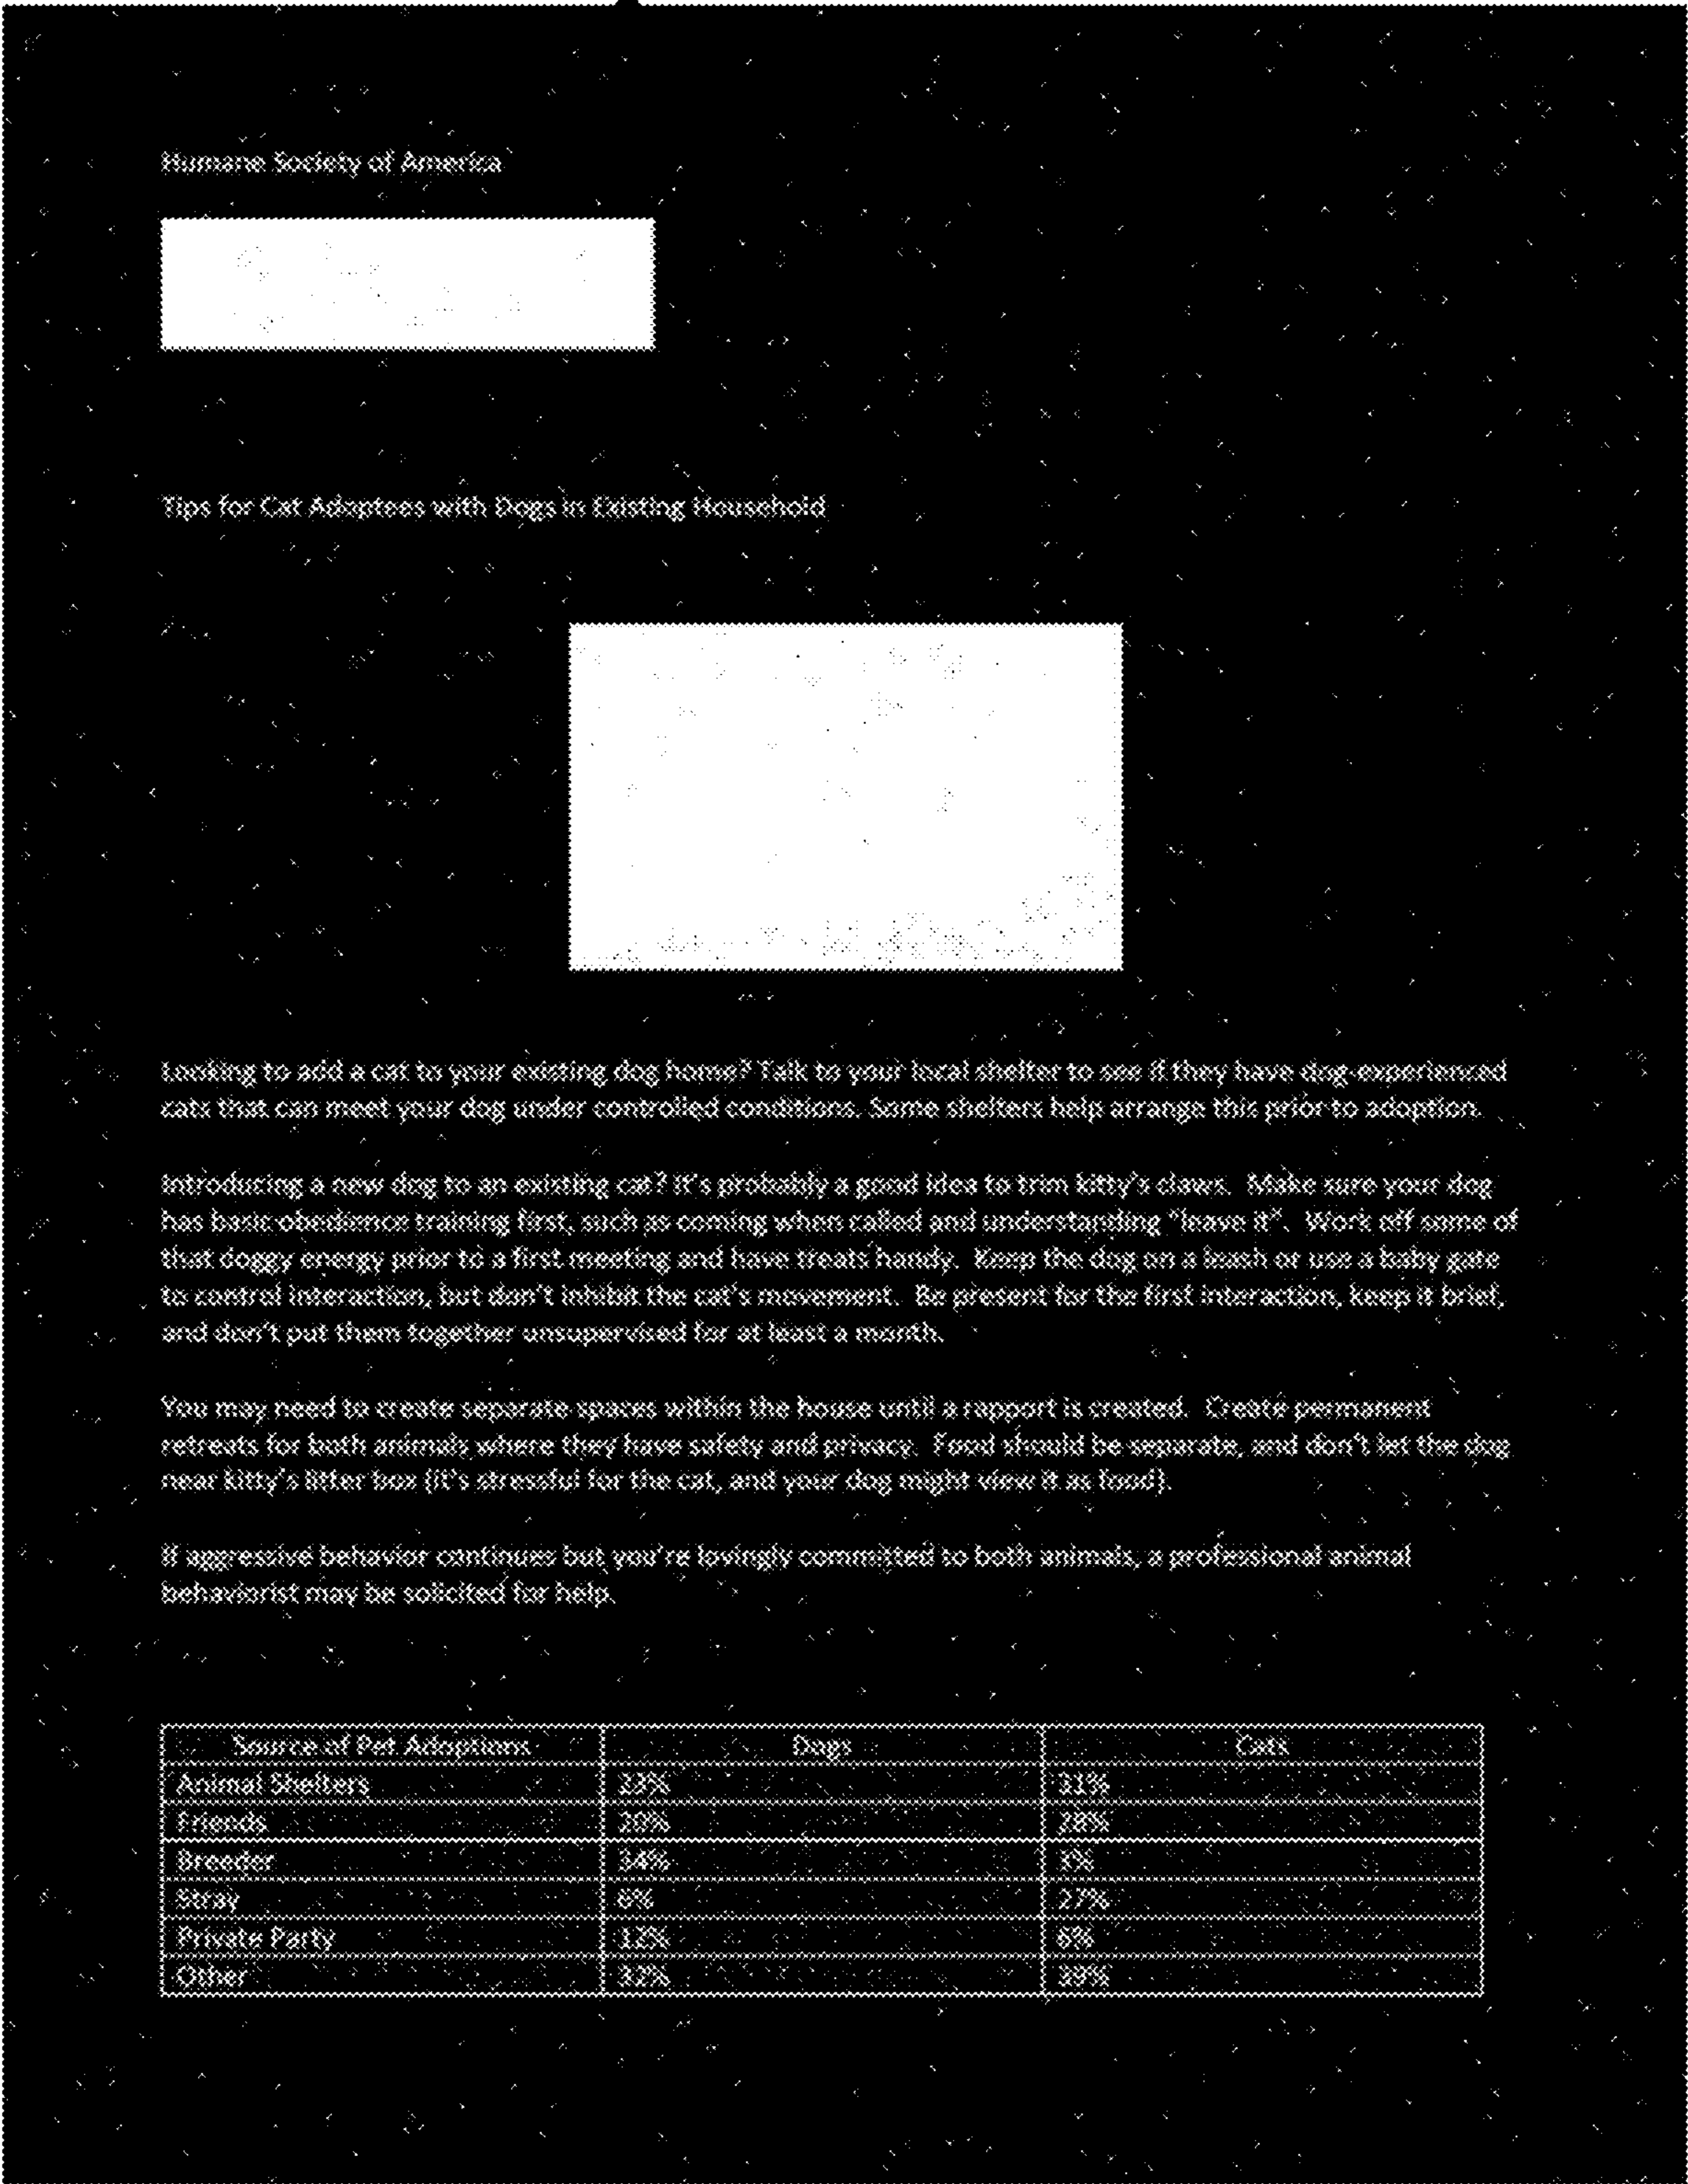 Humane Society of America
Tips for Cat Adoptees with Dogs in Existing Household
Looking to add a cat to your existing dog home? Talk to your local shelter to see if they have dog-experienced
cats that can meet your dog under controlled conditions. Some shelters help arrange this prior to adoption.
Introducing a new dog to an existing cat? It's probably a good idea to trim kitty's claws. Make sure your dog
has basic obedience training first, such as coming when called and understanding "leave it". Work off some of
that doggy energy prior to a first meeting and have treats handy. Keep the dog on a leash or use a baby gate
to control interaction, but don't inhibit the cat's movement. Be present for the first interaction, keep it brief,
and don't put them together unsupervised for at least a month.
You may need to create separate spaces within the house until a rapport is created. Create permanent
retreats for both animals where they have safety and privacy. Food should be separate, and don't let the dog
near kitty's litter box (it's stressful for the cat, and your dog might view it as food).
If aggressive behavior continues but you're lovingly committed to both animals, a professional animal
behaviorist may be solicited for help.
Source of Pet Adoptions Dogs Cats
Animal Shelters
Friends 20% 28%
Breeder
Stray 6% 27%
Private Party 12%
Other